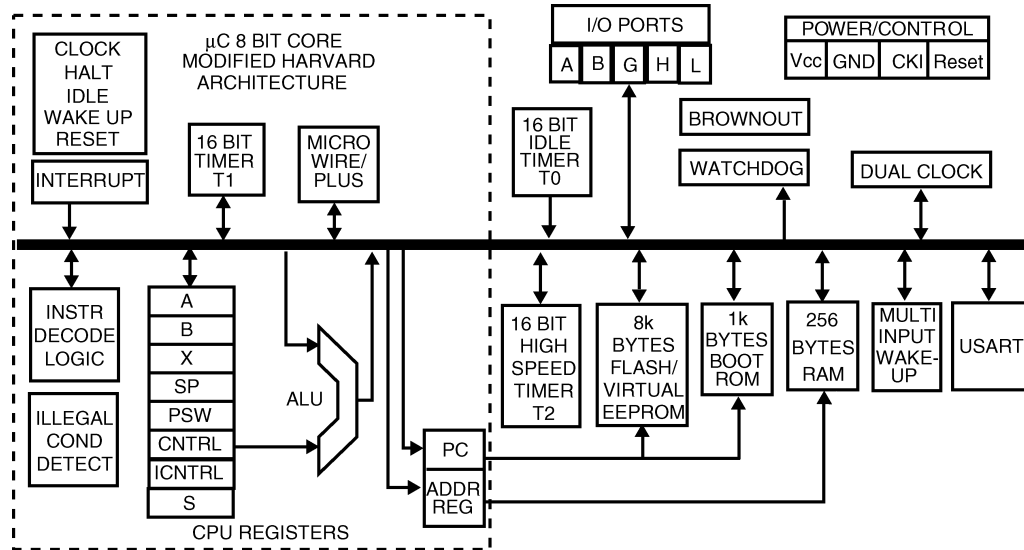 CLOCK
HALT
IDLE
WAKE UP
RESET
INTERRUPT
μC 8 BIT CORE
MODIFIED HARVARD
ARCHITECTURE
16 BIT
TIMER
T1
MICRO
WIRE/
PLUS
I/O PORTS
A B G H L
16 BIT
IDLE
TIMER
T0
POWER/CONTROL
Vcc GND CKI Reset
BROWNOUT
WATCHDOG
DUAL CLOCK
INSTR
DECODE
LOGIC
ILLEGAL
COND
DETECT
A
B
X
SP
PSW
CNTRL
ICNTRL
S
CPU REGISTERS
ALU
PC
ADDR
REG
16 BIT
HIGH
SPEED
TIMER
T2
8k
BYTES
FLASH/
VIRTUAL
EEPROM
1k
BYTES
BOOT
ROM
256
BYTES
RAM
MULTI
INPUT
WAKE-
UP
USART